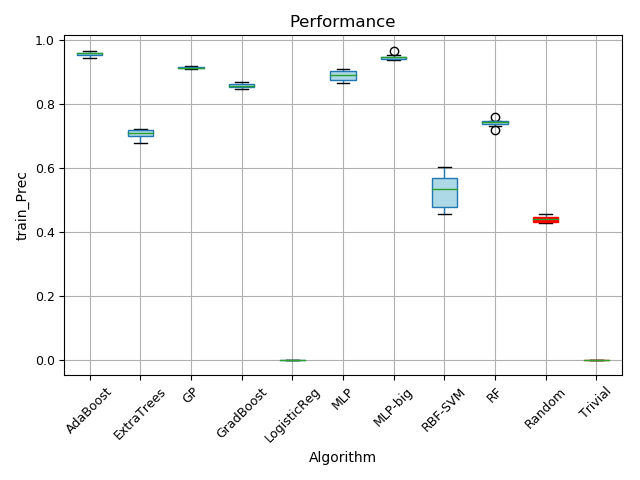 Performance
train_Prec
1.0
0.8
0.6
0.4
0.2
0.0
AdaBoost
ExtraTrees
GP
GradBoost
LogisticReg
MLP
MLP-big
RBF-SVM
RF
Random
Trivial
Algorithm